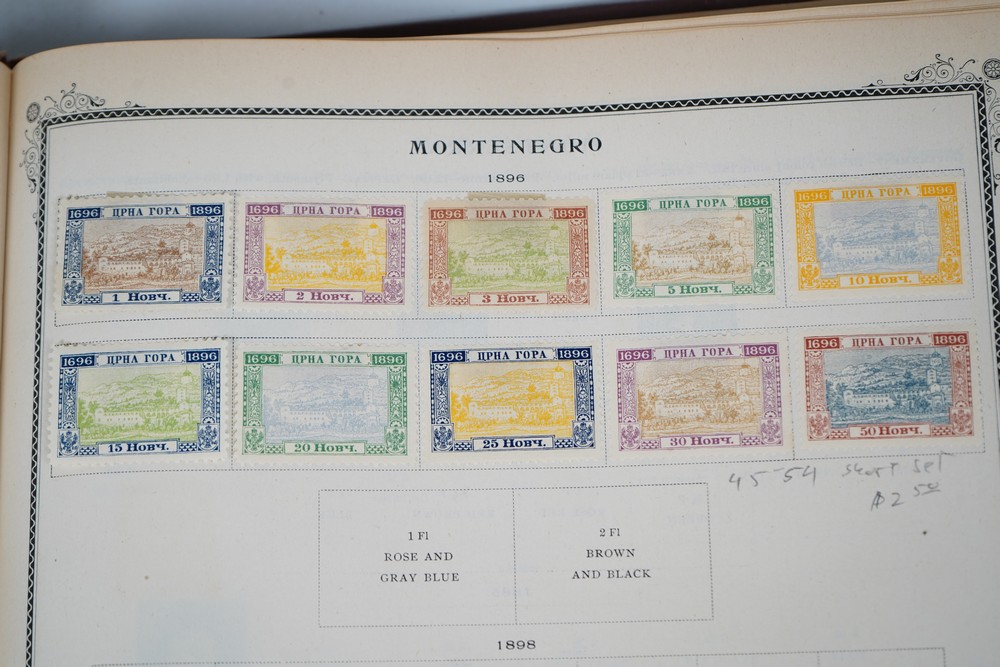 MONTENEGRO
1896
1696 ЦРНА ГОРА 1896
1 Новч.
1696 ЦРНА ГОРА 1896
2 Новч.
1696 ЦРНА ГОРА 1896
3 Новч.
1696 ЦРНА ГОРА 1896
5 Новч.
1696 ЦРНА ГОРА 1896
10 Новч.
1696 ЦРНА ГОРА 1896
15 Новч.
1696 ЦРНА ГОРА 1896
20 Новч.
1696 ЦРНА ГОРА 1896
25 Новч.
1696 ЦРНА ГОРА 1896
30 Новч.
1696 ЦРНА ГОРА 1896
50 Новч.
45-54 short set
$2 50
1 Fl
ROSE AND
GRAY BLUE
2 Fl
BROWN
AND BLACK
1898